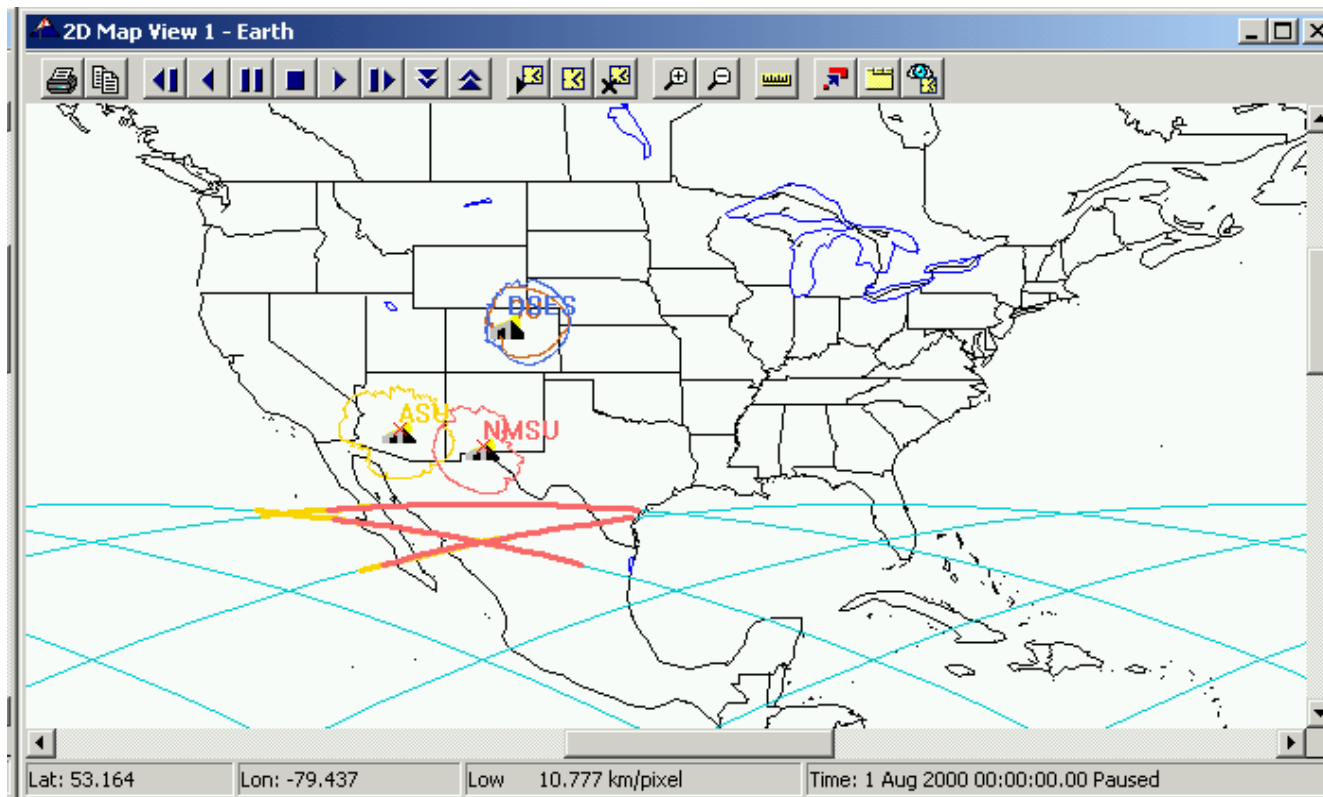 2D Map View 1 - Earth
DSES
ASU
NMSU
Lat: 53.164 Lon: -79.437 Low 10.777 km/pixel Time: 1 Aug 2000 00:00:00.00 Paused